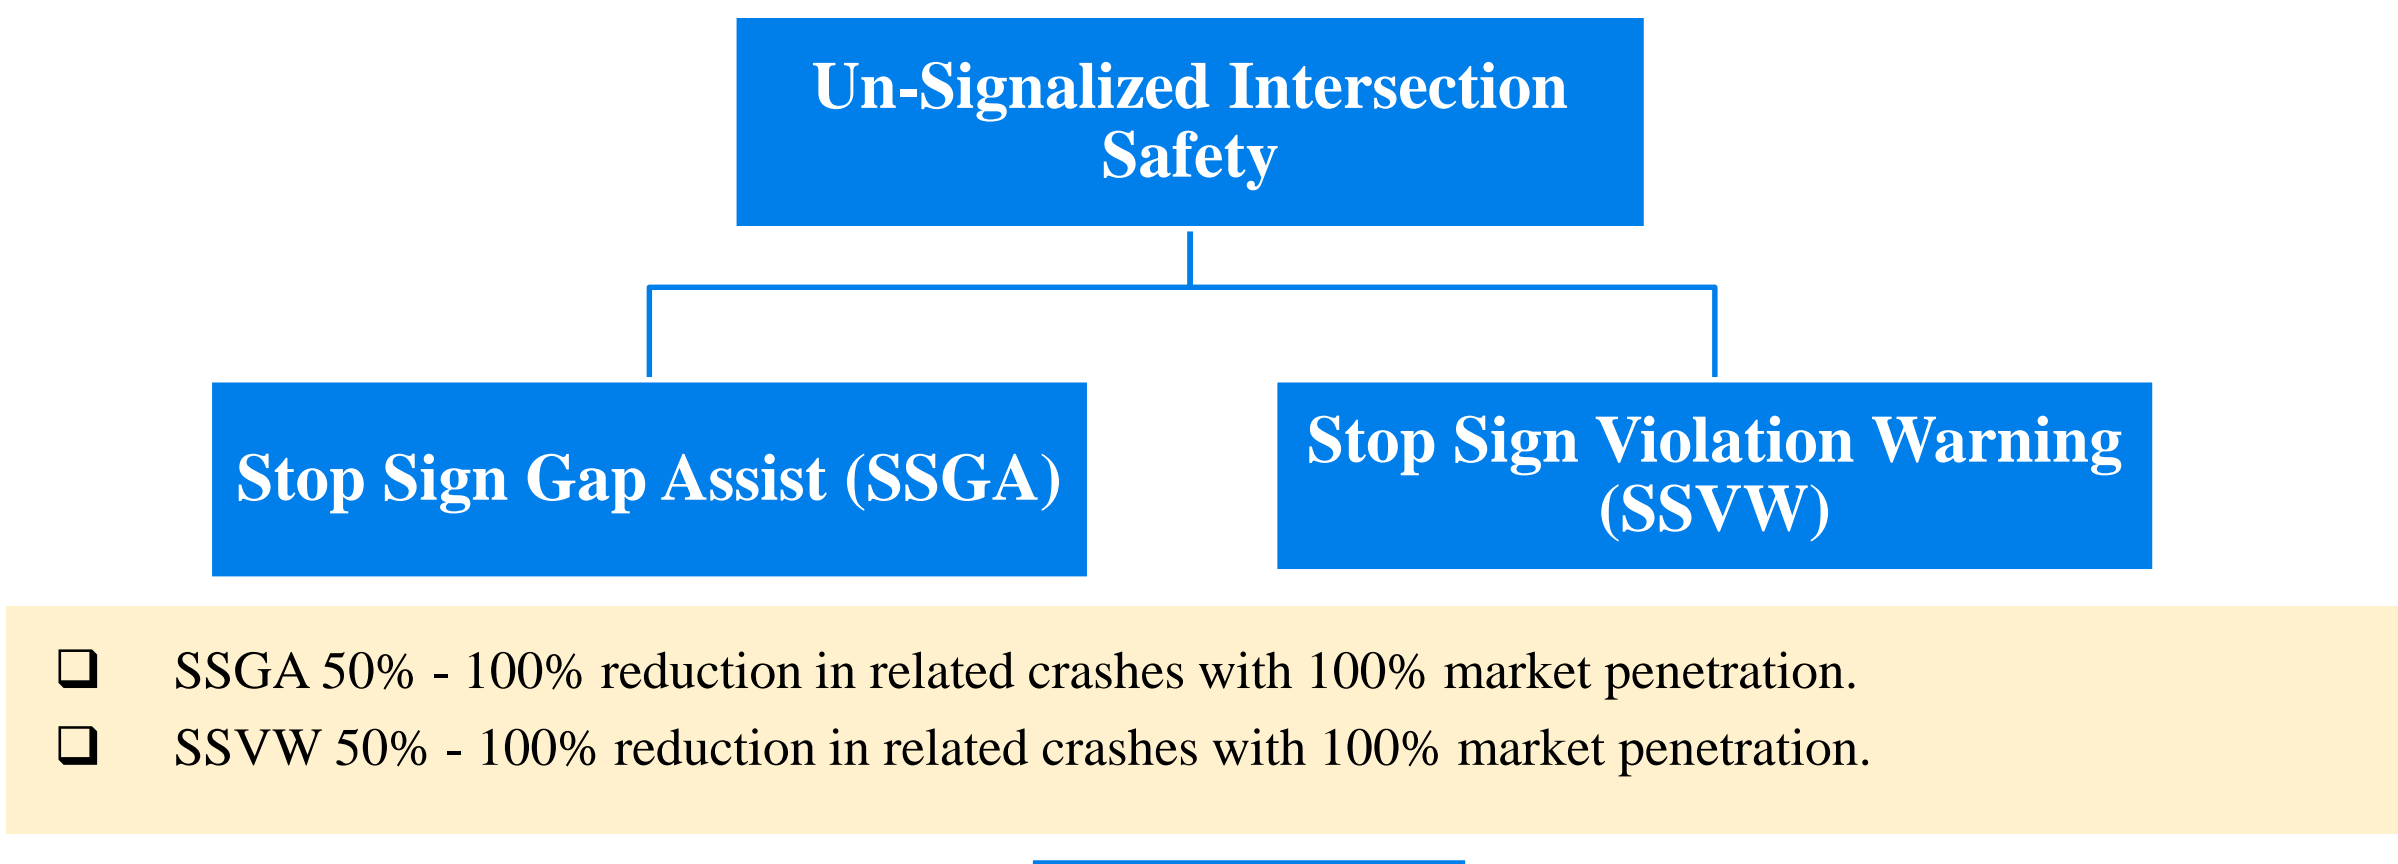 Un-Signalized Intersection
Safety
Stop Sign Gap Assist (SSGA)
Stop Sign Violation Warning
(SSVW)
❑ SSGA 50% - 100% reduction in related crashes with 100% market penetration.
❑ SSVW 50% - 100% reduction in related crashes with 100% market penetration.